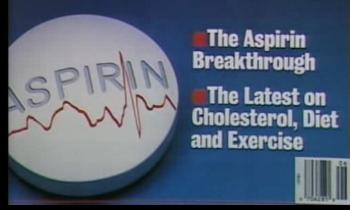 ASPIRIN
The Aspirin
Breakthrough
The Latest on
Cholesterol, Diet
and Exercise